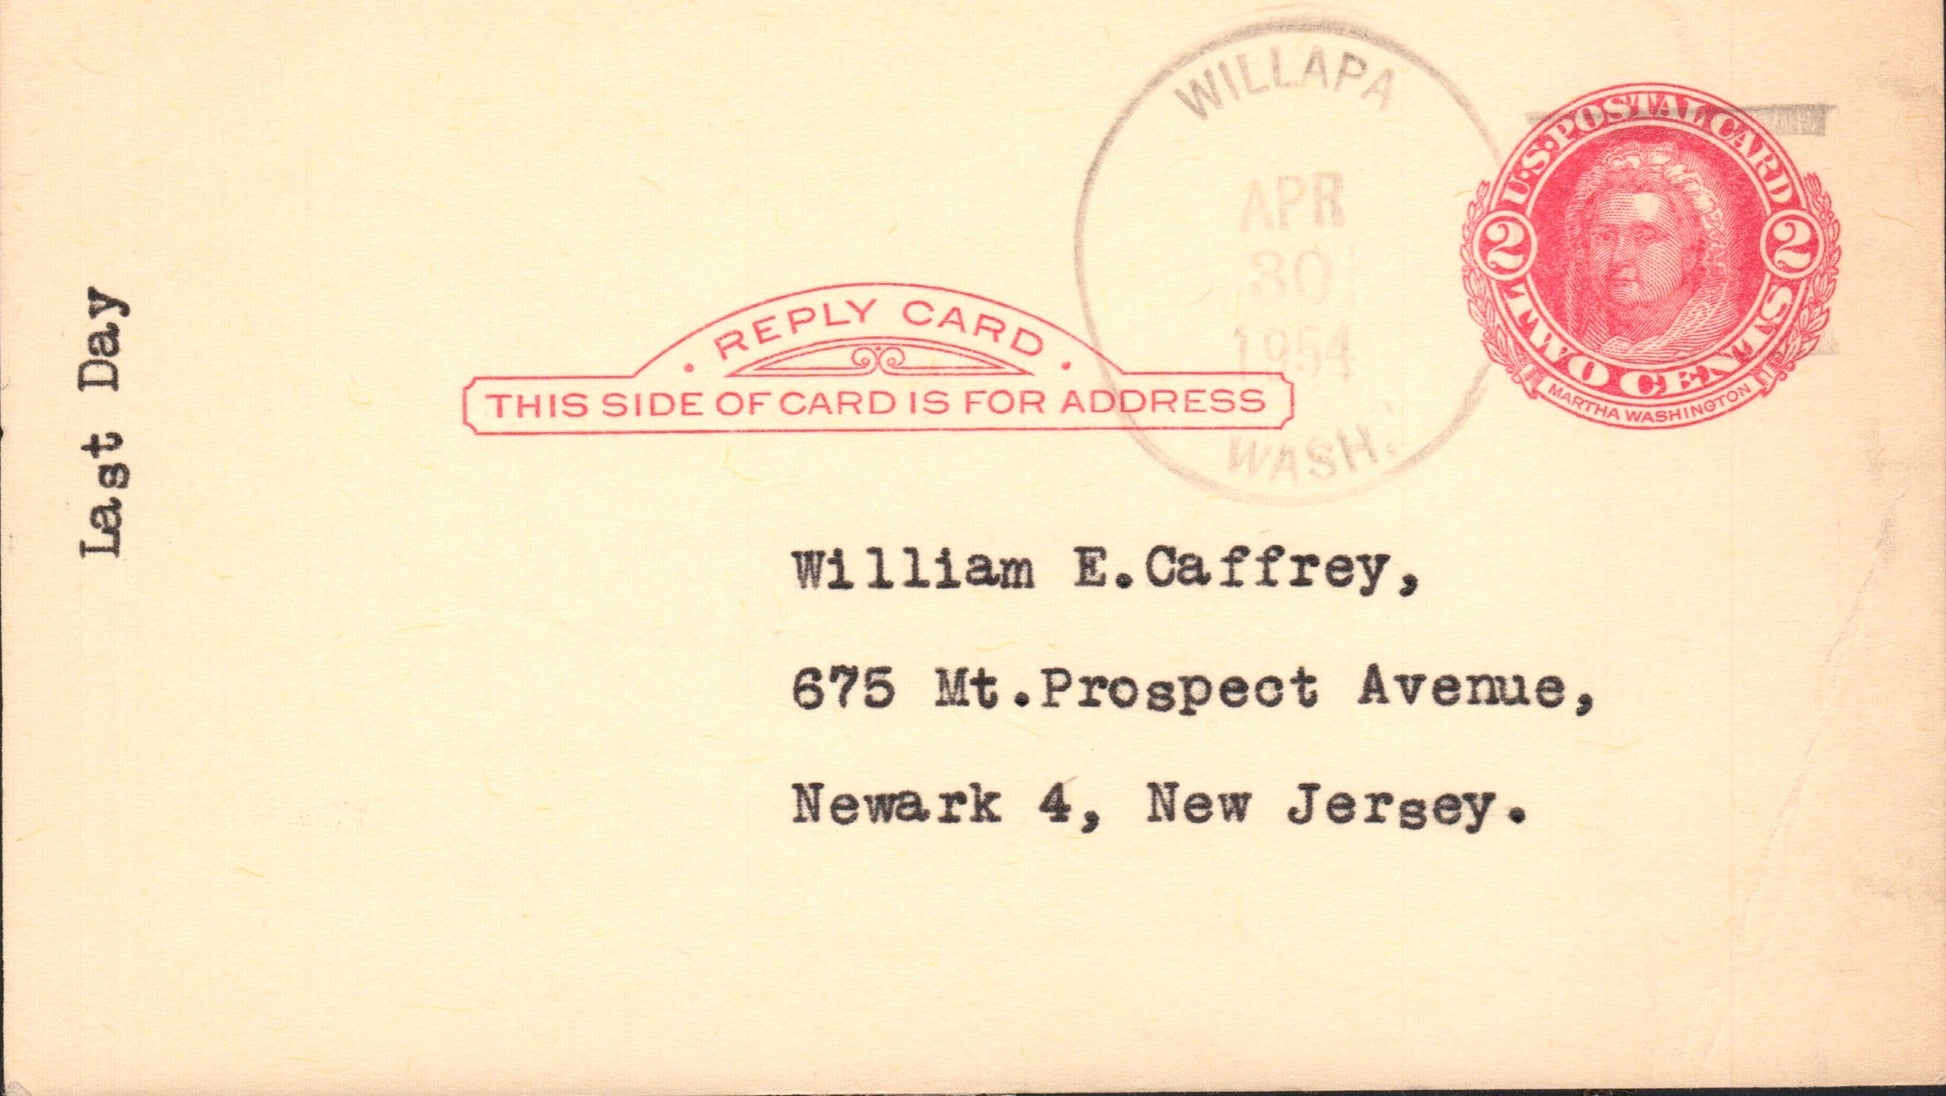 WILLAPA
APR
30
1954
WASH.
U.S. POSTAL CARD
2 2
TWO CENTS
MARTHA WASHINGTON
REPLY CARD
THIS SIDE OF CARD IS FOR ADDRESS
Last Day
William E.Caffrey,
675 Mt.Prospect Avenue,
Newark 4, New Jersey.